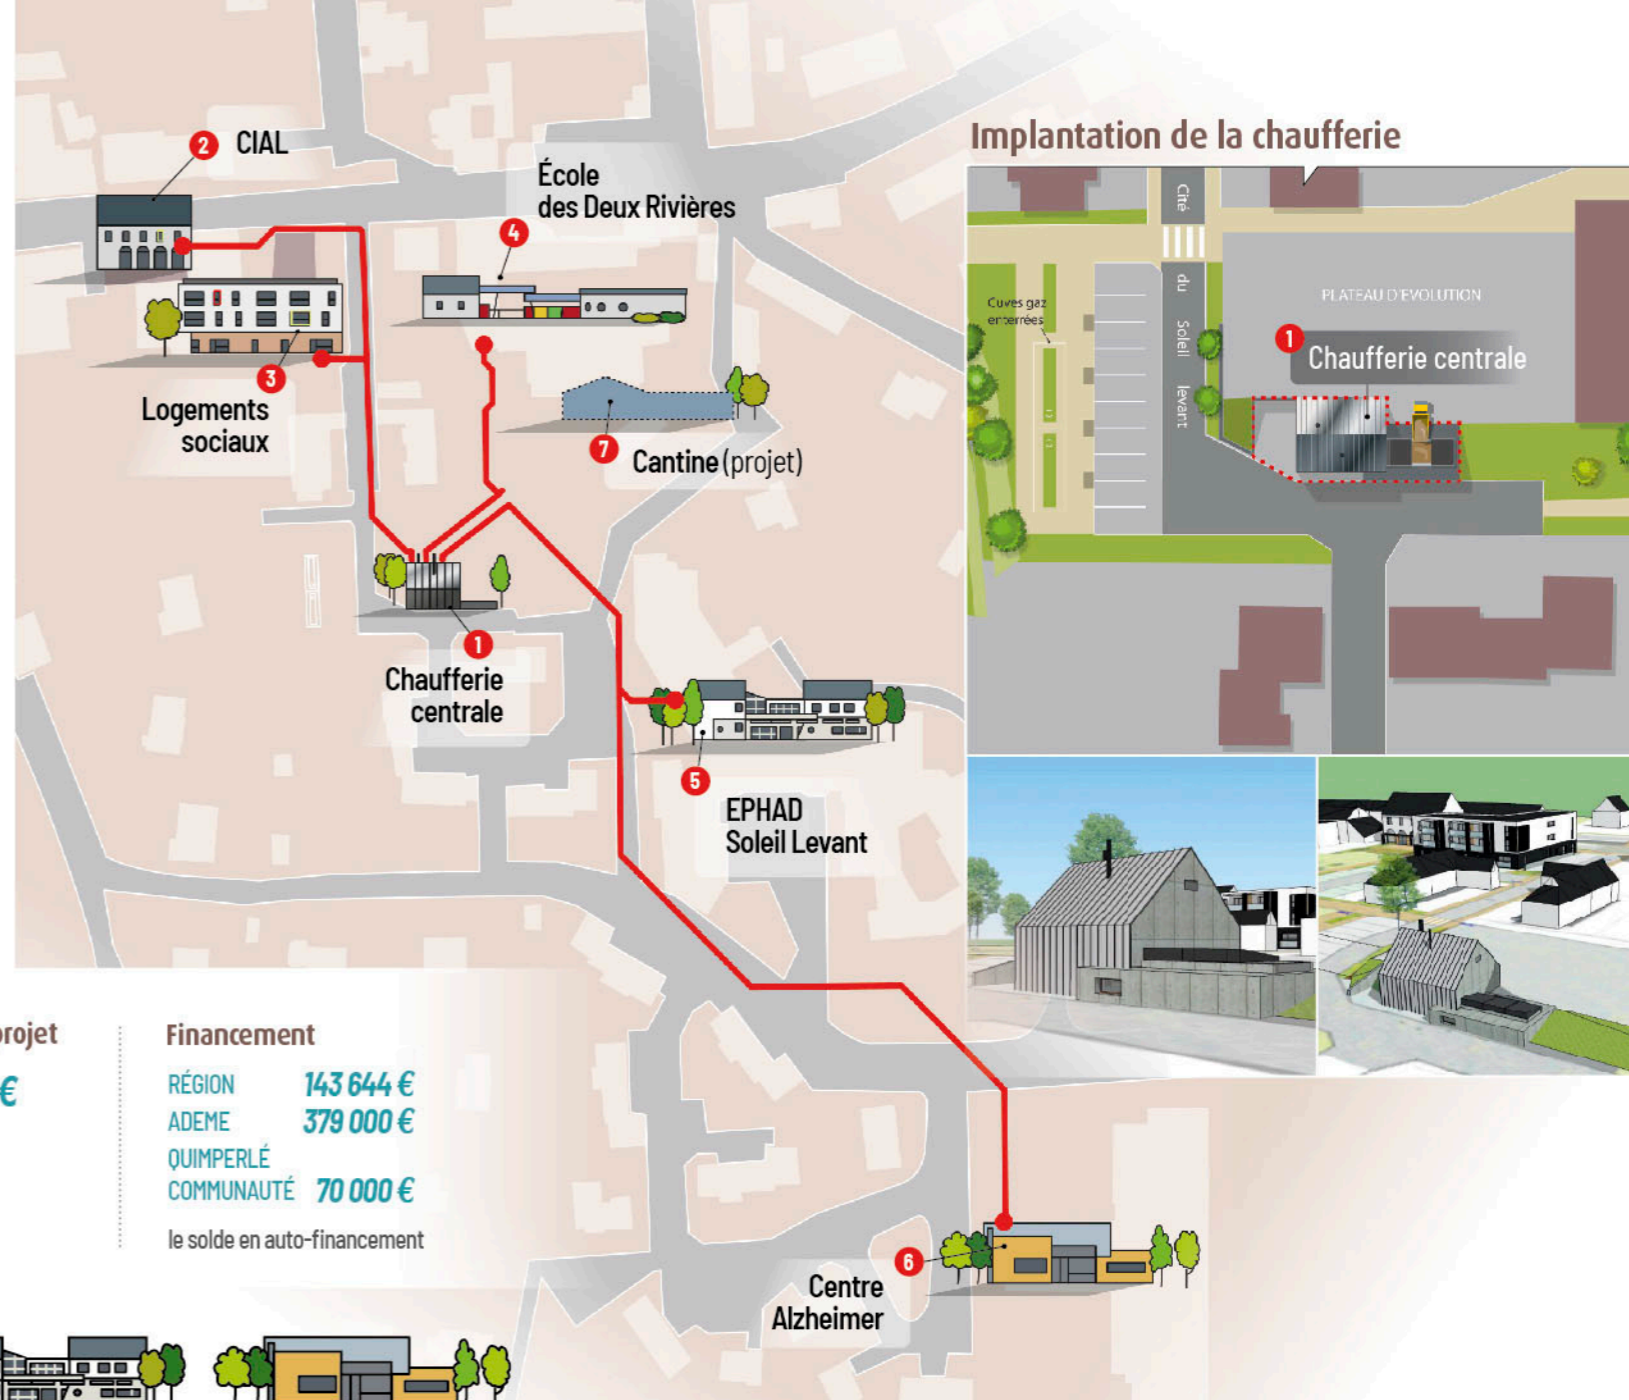 2 CIAL
École
des Deux Rivières
4
3
Logements
sociaux
7 Cantine (projet)
1
Chaufferie
centrale
5
EPHAD
Soleil Levant
6
Centre
Alzheimer
Implantation de la chaufferie
Cité
du
Soleil
levant
Cuves gaz
enterrées
PLATEAU D'EVOLUTION
1 Chaufferie centrale
projet
€
Financement
RÉGION 143 644 €
ADEME 379 000 €
QUIMPERLÉ
COMMUNAUTÉ 70 000 €
le solde en auto-financement